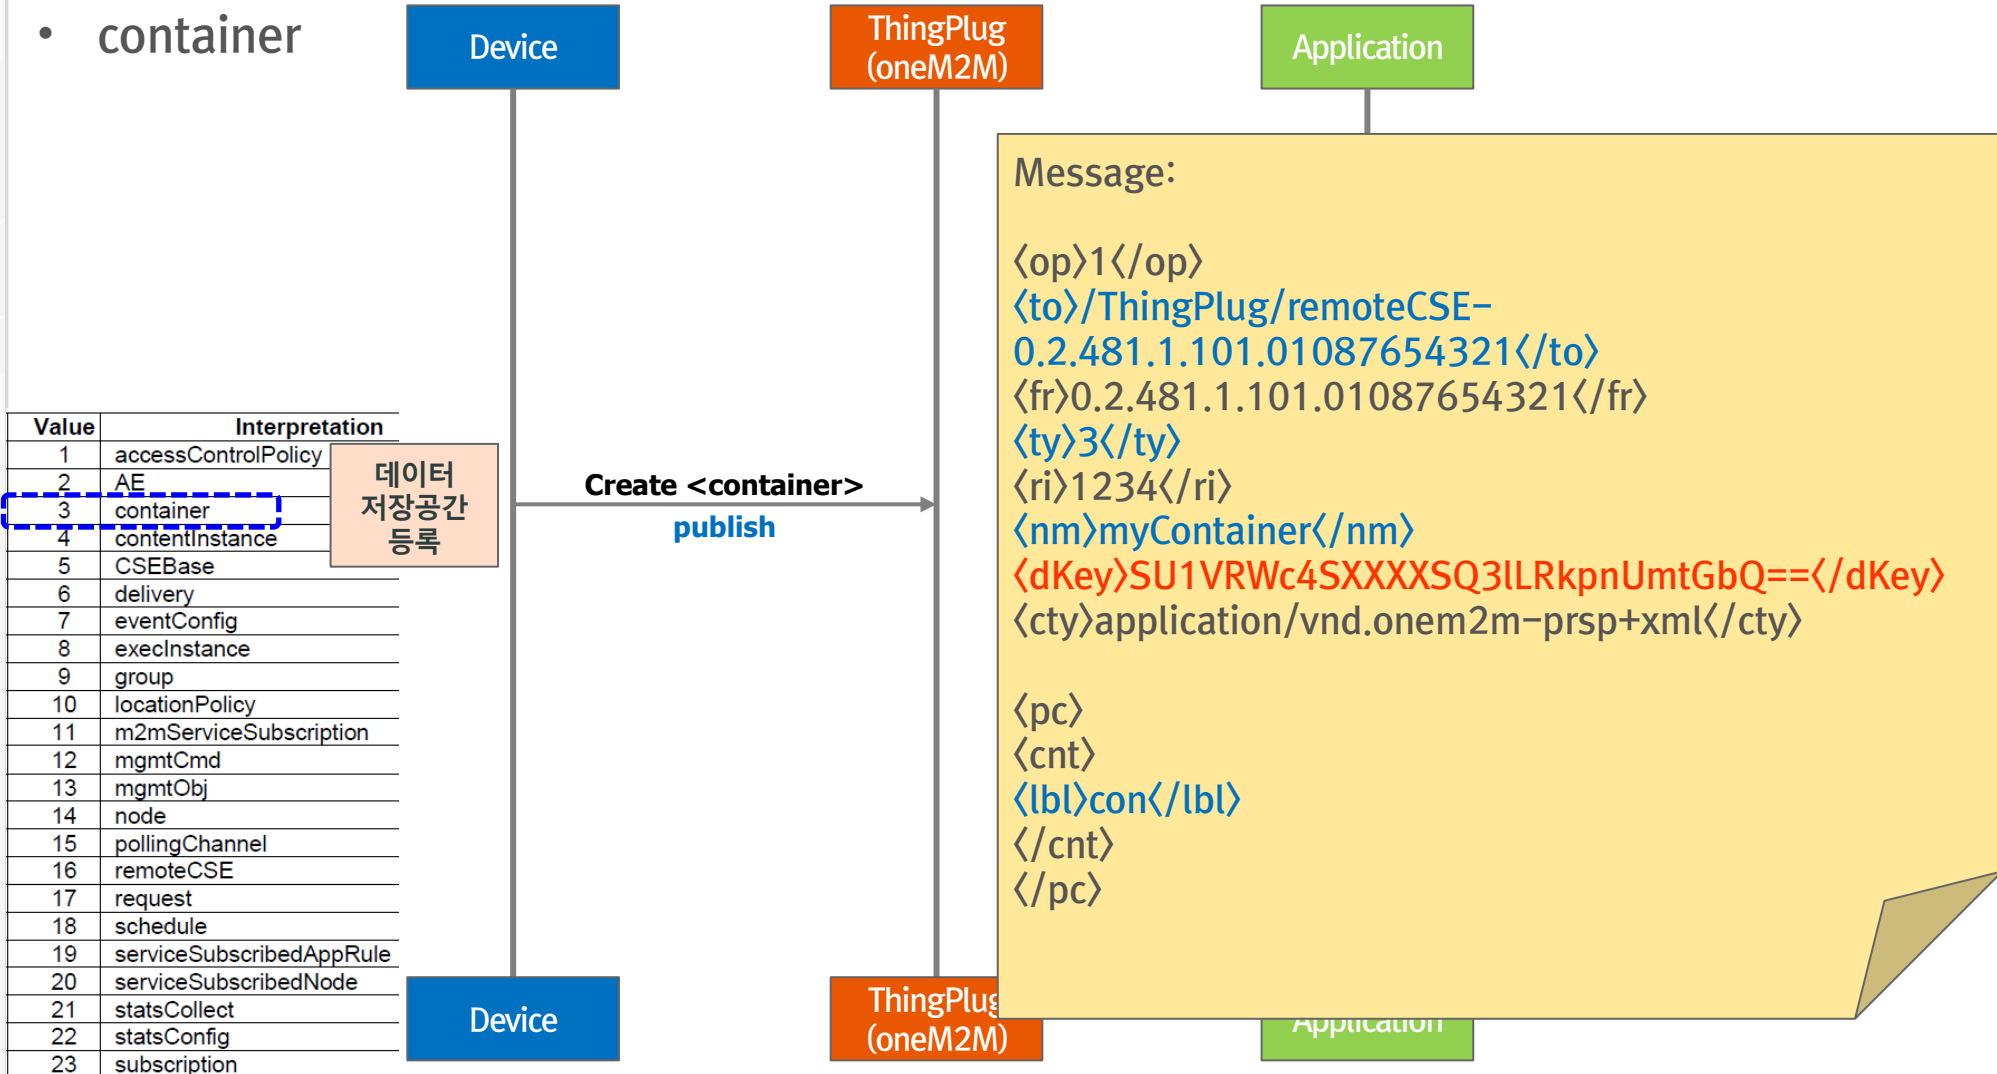 • container
Device
ThingPlug
(oneM2M)
Application
Message:
<op>1</op>
<to>/ThingPlug/remoteCSE-
0.2.481.1.101.01087654321</to>
<fr>0.2.481.1.101.01087654321</fr>
<ty>3</ty>
<ri>1234</ri>
<nm>myContainer</nm>
<dKey>SU1VRWc4SXXXXSQ3lLRkpnUmtGbQ==</dKey>
<cty>application/vnd.onem2m-prsp+xml</cty>
<pc>
<cnt>
<lbl>con</lbl>
</cnt>
</pc>
Value Interpretation
1 accessControlPolicy
2 AE
3 container
4 contentInstance
5 CSEBase
6 delivery
7 eventConfig
8 execInstance
9 group
10 locationPolicy
11 m2mServiceSubscription
12 mgmtCmd
13 mgmtObj
14 node
15 pollingChannel
16 remoteCSE
17 request
18 schedule
19 serviceSubscribedAppRule
20 serviceSubscribedNode
21 statsCollect
22 statsConfig
23 subscription
데이터
저장공간
등록
Create <container>
publish
Device
ThingPlug
(oneM2M)
Application